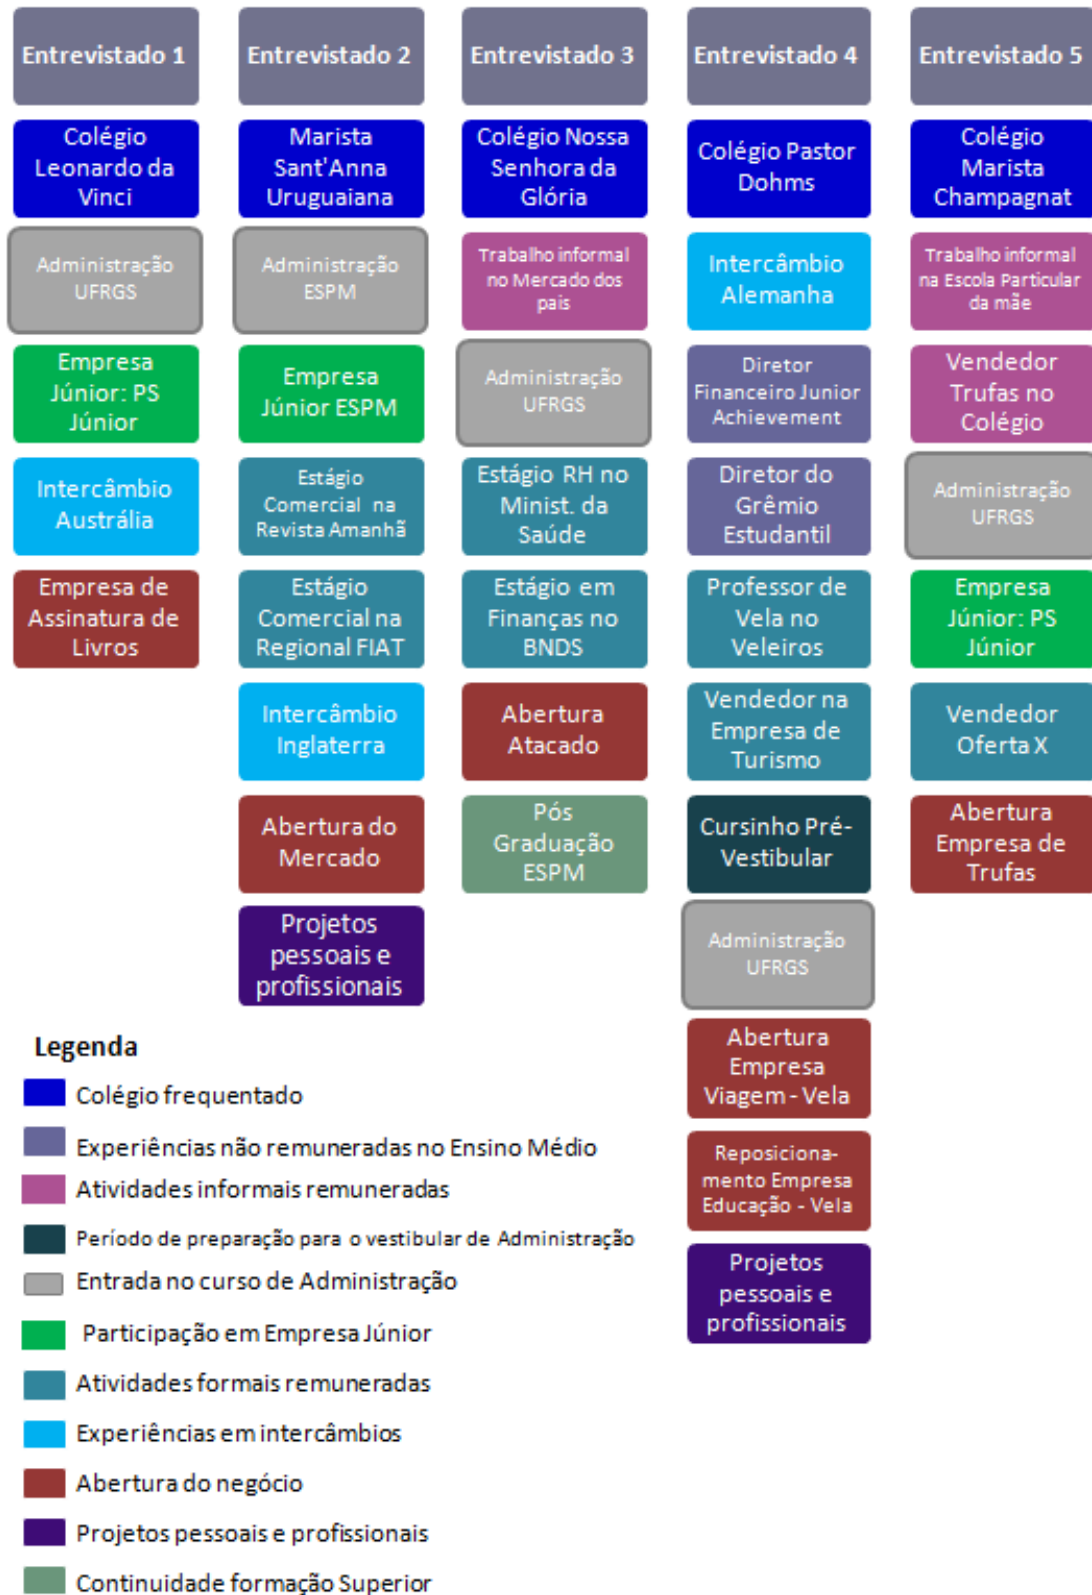 Entrevistado 1
Colégio
Leonardo da
Vinci
Administração
UFRGS
Empresa
Júnior: PS
Júnior
Intercâmbio
Austrália
Empresa de
Assinatura de
Livros
Entrevistado 2
Marista
Sant'Anna
Uruguaiana
Administração
ESPM
Empresa
Júnior ESPM
Estágio
Comercial na
Revista Amanhã
Estágio
Comercial na
Regional FIAT
Intercâmbio
Inglaterra
Abertura do
Mercado
Projetos
pessoais e
profissionais
Entrevistado 3
Colégio Nossa
Senhora da
Glória
Trabalho informal
no Mercado dos
pais
Administração
UFRGS
Estágio RH no
Minist. da
Saúde
Estágio em
Finanças no
BNDS
Abertura
Atacado
Pós
Graduação
ESPM
Entrevistado 4
Colégio Pastor
Dohms
Intercâmbio
Alemanha
Diretor
Financeiro Junior
Achievement
Diretor do
Grêmio
Estudantil
Professor de
Vela no
Veleiros
Vendedor na
Empresa de
Turismo
Cursinho Pré-
Vestibular
Administração
UFRGS
Abertura
Empresa
Viagem - Vela
Reposiciona-
mento Empresa
Educação - Vela
Projetos
pessoais e
profissionais
Entrevistado 5
Colégio
Marista
Champagnat
Trabalho informal
na Escola Particular
da mãe
Vendedor
Trufas no
Colégio
Administração
UFRGS
Empresa
Júnior: PS
Júnior
Vendedor
Oferta X
Abertura
Empresa de
Trufas
Legenda
Colégio frequentado
Experiências não remuneradas no Ensino Médio
Atividades informais remuneradas
Período de preparação para o vestibular de Administração
Entrada no curso de Administração
Participação em Empresa Júnior
Atividades formais remuneradas
Experiências em intercâmbios
Abertura do negócio
Projetos pessoais e profissionais
Continuidade formação Superior